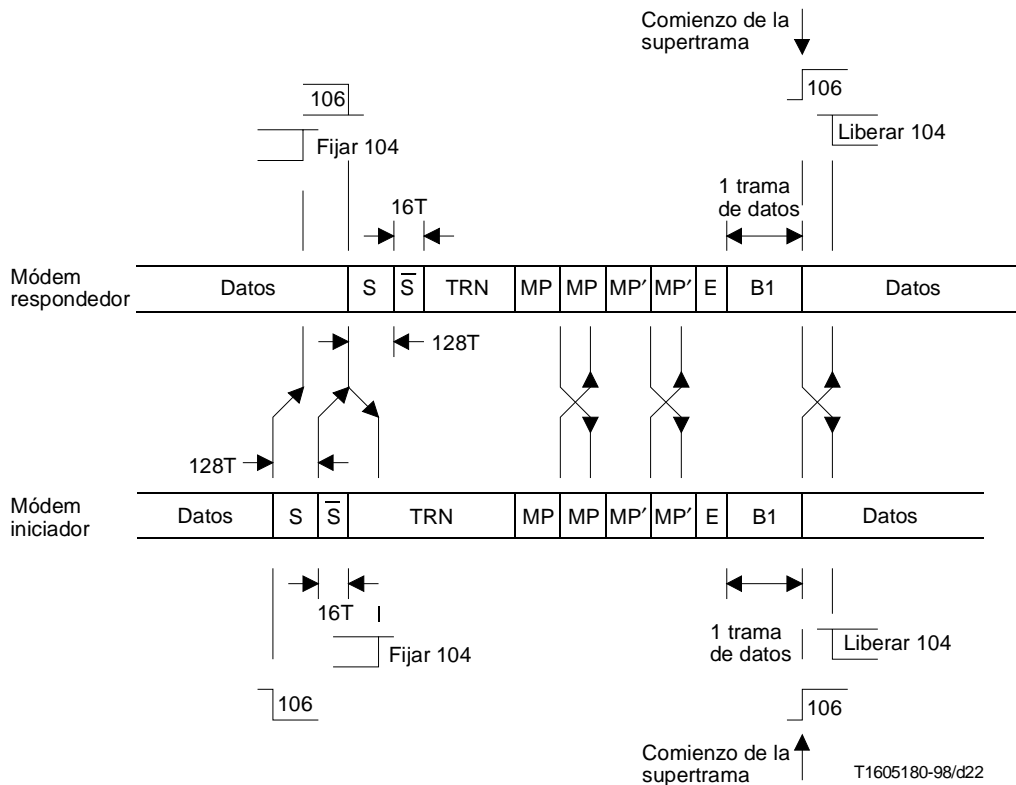 Comienzo de la
supertrama
106
106
Fijar 104
Liberar 104
1 trama
de datos
16T
Módem
respondedor
Datos
S
S̅
TRN
MP
MP
MP′
MP′
E
B1
Datos
128T
128T
Módem
iniciador
Datos
S
S̅
TRN
MP
MP
MP′
MP′
E
B1
Datos
16T
Fijar 104
1 trama
de datos
Liberar 104
106
106
Comienzo de la
supertrama
T1605180-98/d22